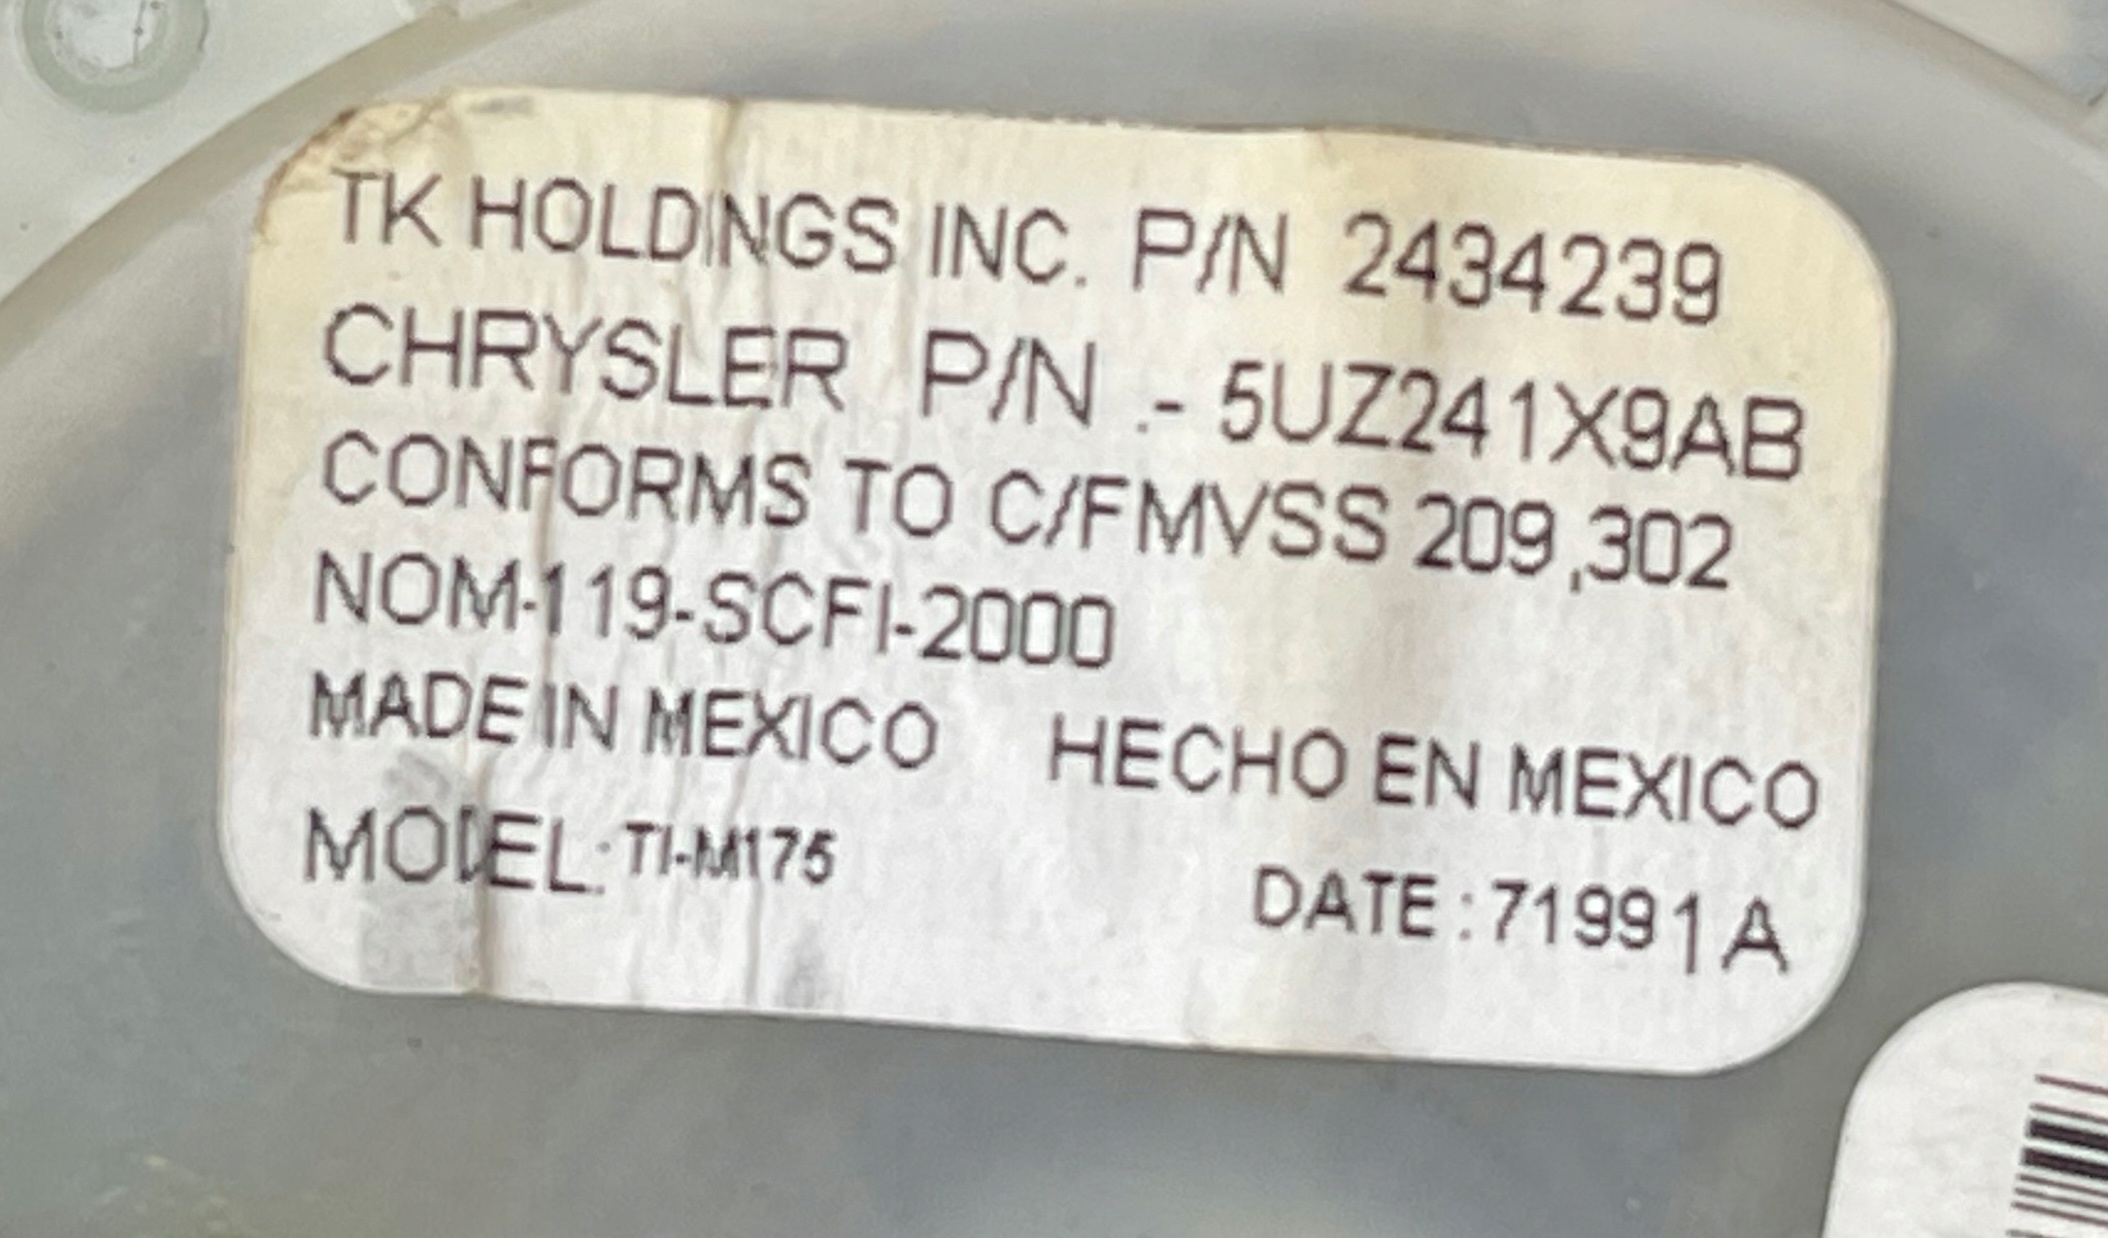 TK HOLDINGS INC. P/N 2434239
CHRYSLER P/N .- 5UZ241X9AB
CONFORMS TO C/FMVSS 209,302
NOM-119-SCFI-2000
MADE IN MEXICO HECHO EN MEXICO
MODEL: TI-M175 DATE: 71991A